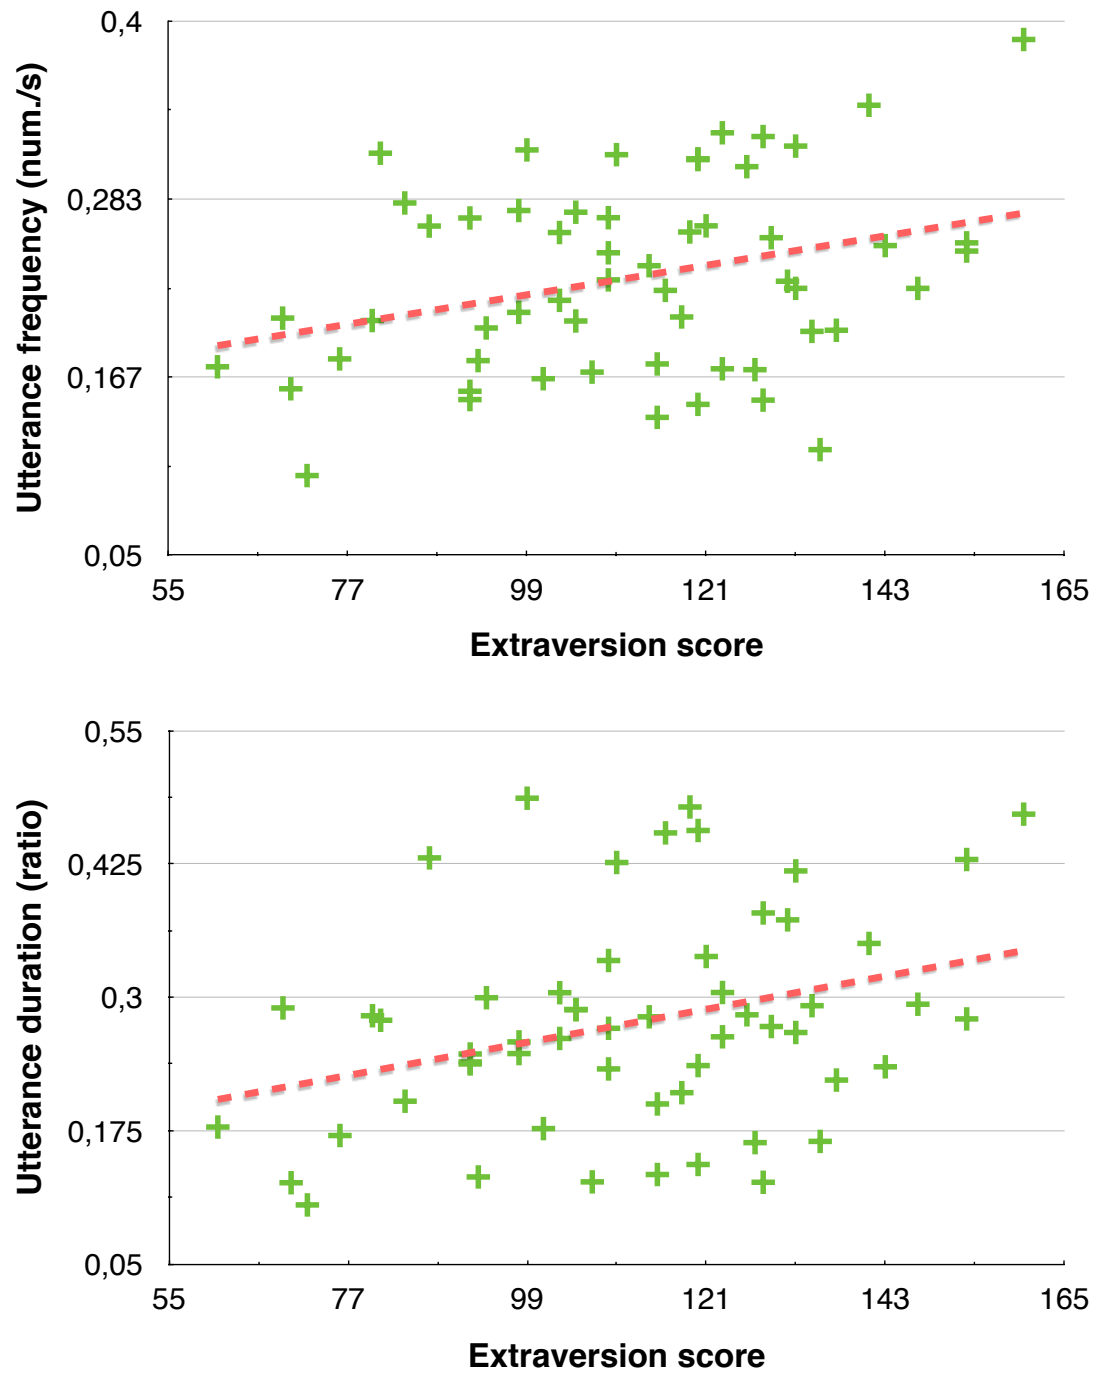 0,4
0,283
0,167
0,05
Utterance frequency (num./s)
55 77 99 121 143 165
Extraversion score
0,55
0,425
0,3
0,175
0,05
Utterance duration (ratio)
55 77 99 121 143 165
Extraversion score